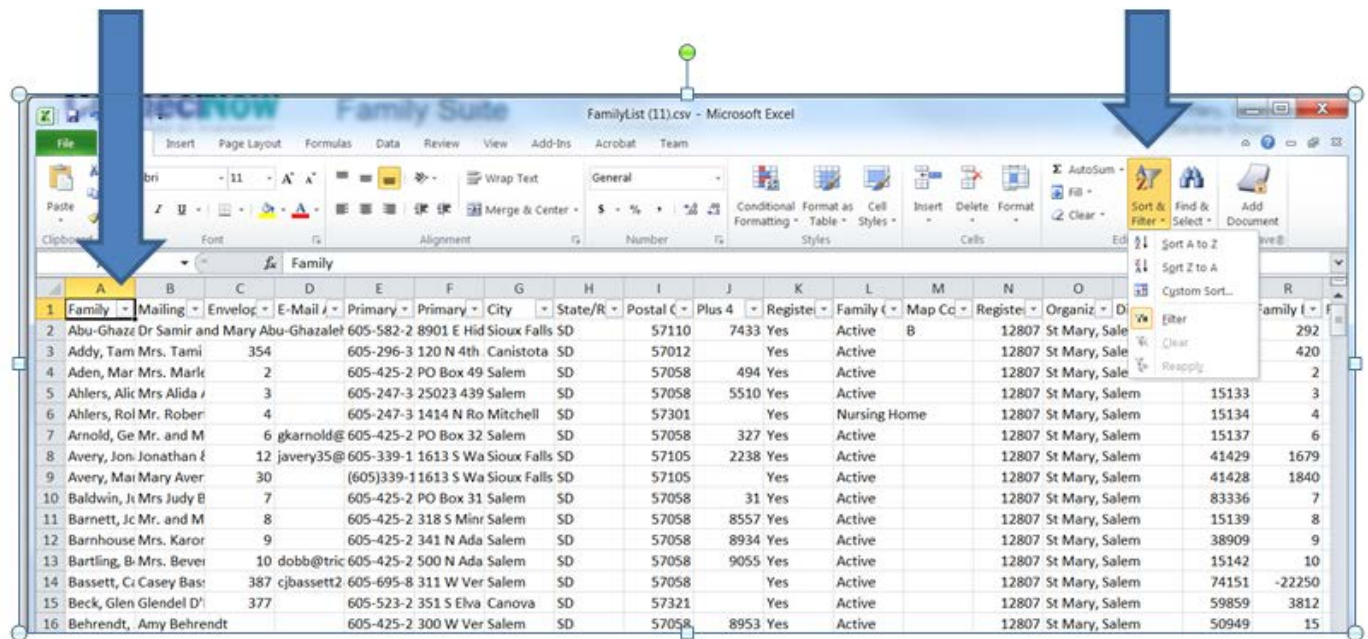 Now Family Suite
FamilyList (11).csv - Microsoft Excel
File Insert Page Layout Formulas Data Review View Add-Ins Acrobat Team
11 A A Wrap Text General Σ AutoSum
Paste I U A Merge & Center $ % , Conditional Formatting Format as Table Cell Styles Insert Delete Format Fill Clear Sort & Filter Find & Select Add Document
Font Alignment Number Styles Cells
fx Family
Sort A to Z
Sort Z to A
Custom Sort...
Filter
Clear
Reapply
A B C D E F G H I J K L M N O R
1 Family Mailing Envelop E-Mail Primary Primary City State/R Postal Plus 4 Register Family Map Registe Organiz
2 Abu-Ghaza Dr Samir and Mary Abu-Ghazaleh 605-582-2 8901 E Hid Sioux Falls SD 57110 7433 Yes Active B 12807 St Mary, Sale 292
3 Addy, Tam Mrs. Tami 354 605-296-3 120 N 4th Canistota SD 57012 Yes Active 12807 St Mary, Sale 420
4 Aden, Mar Mrs. Marle 2 605-425-2 PO Box 49 Salem SD 57058 494 Yes Active 12807 St Mary, Sale 2
5 Ahlers, Alic Mrs Alida 3 605-247-3 25023 439 Salem SD 57058 5510 Yes Active 12807 St Mary, Salem 15133 3
6 Ahlers, Rol Mr. Rober 4 605-247-3 1414 N Ro Mitchell SD 57301 Yes Nursing Home 12807 St Mary, Salem 15134 4
7 Arnold, Ge Mr. and M 6 gkarnold@ 605-425-2 PO Box 32 Salem SD 57058 327 Yes Active 12807 St Mary, Salem 15137 6
8 Avery, Jon Jonathan & 12 javery35@ 605-339-1 1613 S Wa Sioux Falls SD 57105 2238 Yes Active 12807 St Mary, Salem 41429 1679
9 Avery, Mar Mary Aver 30 (605)339-1 1613 S Wa Sioux Falls SD 57105 Yes Active 12807 St Mary, Salem 41428 1840
10 Baldwin, Ju Mrs Judy B 7 605-425-2 PO Box 31 Salem SD 57058 31 Yes Active 12807 St Mary, Salem 83336 7
11 Barnett, Jc Mr. and M 8 605-425-2 318 S Minr Salem SD 57058 8557 Yes Active 12807 St Mary, Salem 15139 8
12 Barnhouse Mrs. Karor 9 605-425-2 341 N Ada Salem SD 57058 8934 Yes Active 12807 St Mary, Salem 38909 9
13 Bartling, B Mrs. Bever 10 dobb@tric 605-425-2 500 N Ada Salem SD 57058 9055 Yes Active 12807 St Mary, Salem 15142 10
14 Bassett, Ca Casey Bass 387 cjbassett2 605-695-8 311 W Ver Salem SD 57058 Yes Active 12807 St Mary, Salem 74151 -22250
15 Beck, Glen Glendel D' 377 605-523-2 351 S Elva Canova SD 57321 Yes Active 12807 St Mary, Salem 59859 3812
16 Behrendt, Amy Behrendt 605-425-2 300 W Ver Salem SD 57058 8953 Yes Active 12807 St Mary, Salem 50949 15